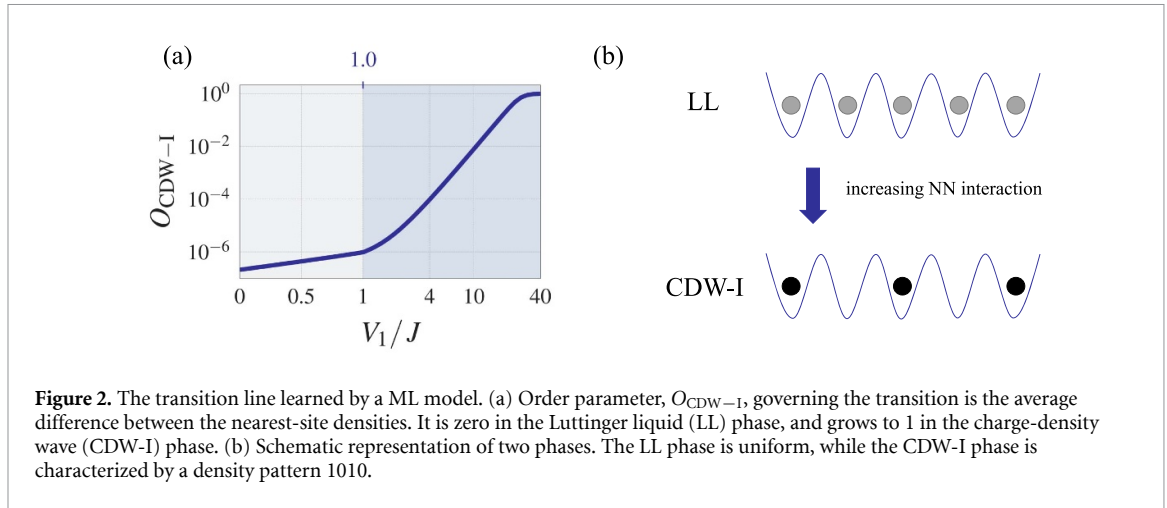 (a)
1.0
10⁰
10⁻²
10⁻⁴
10⁻⁶
O_CDW−I
0 0.5 1 4 10 40
V₁/J
(b)
LL
increasing NN interaction
CDW-I
Figure 2. The transition line learned by a ML model. (a) Order parameter, O_CDW−I, governing the transition is the average
difference between the nearest-site densities. It is zero in the Luttinger liquid (LL) phase, and grows to 1 in the charge-density
wave (CDW-I) phase. (b) Schematic representation of two phases. The LL phase is uniform, while the CDW-I phase is
characterized by a density pattern 1010.